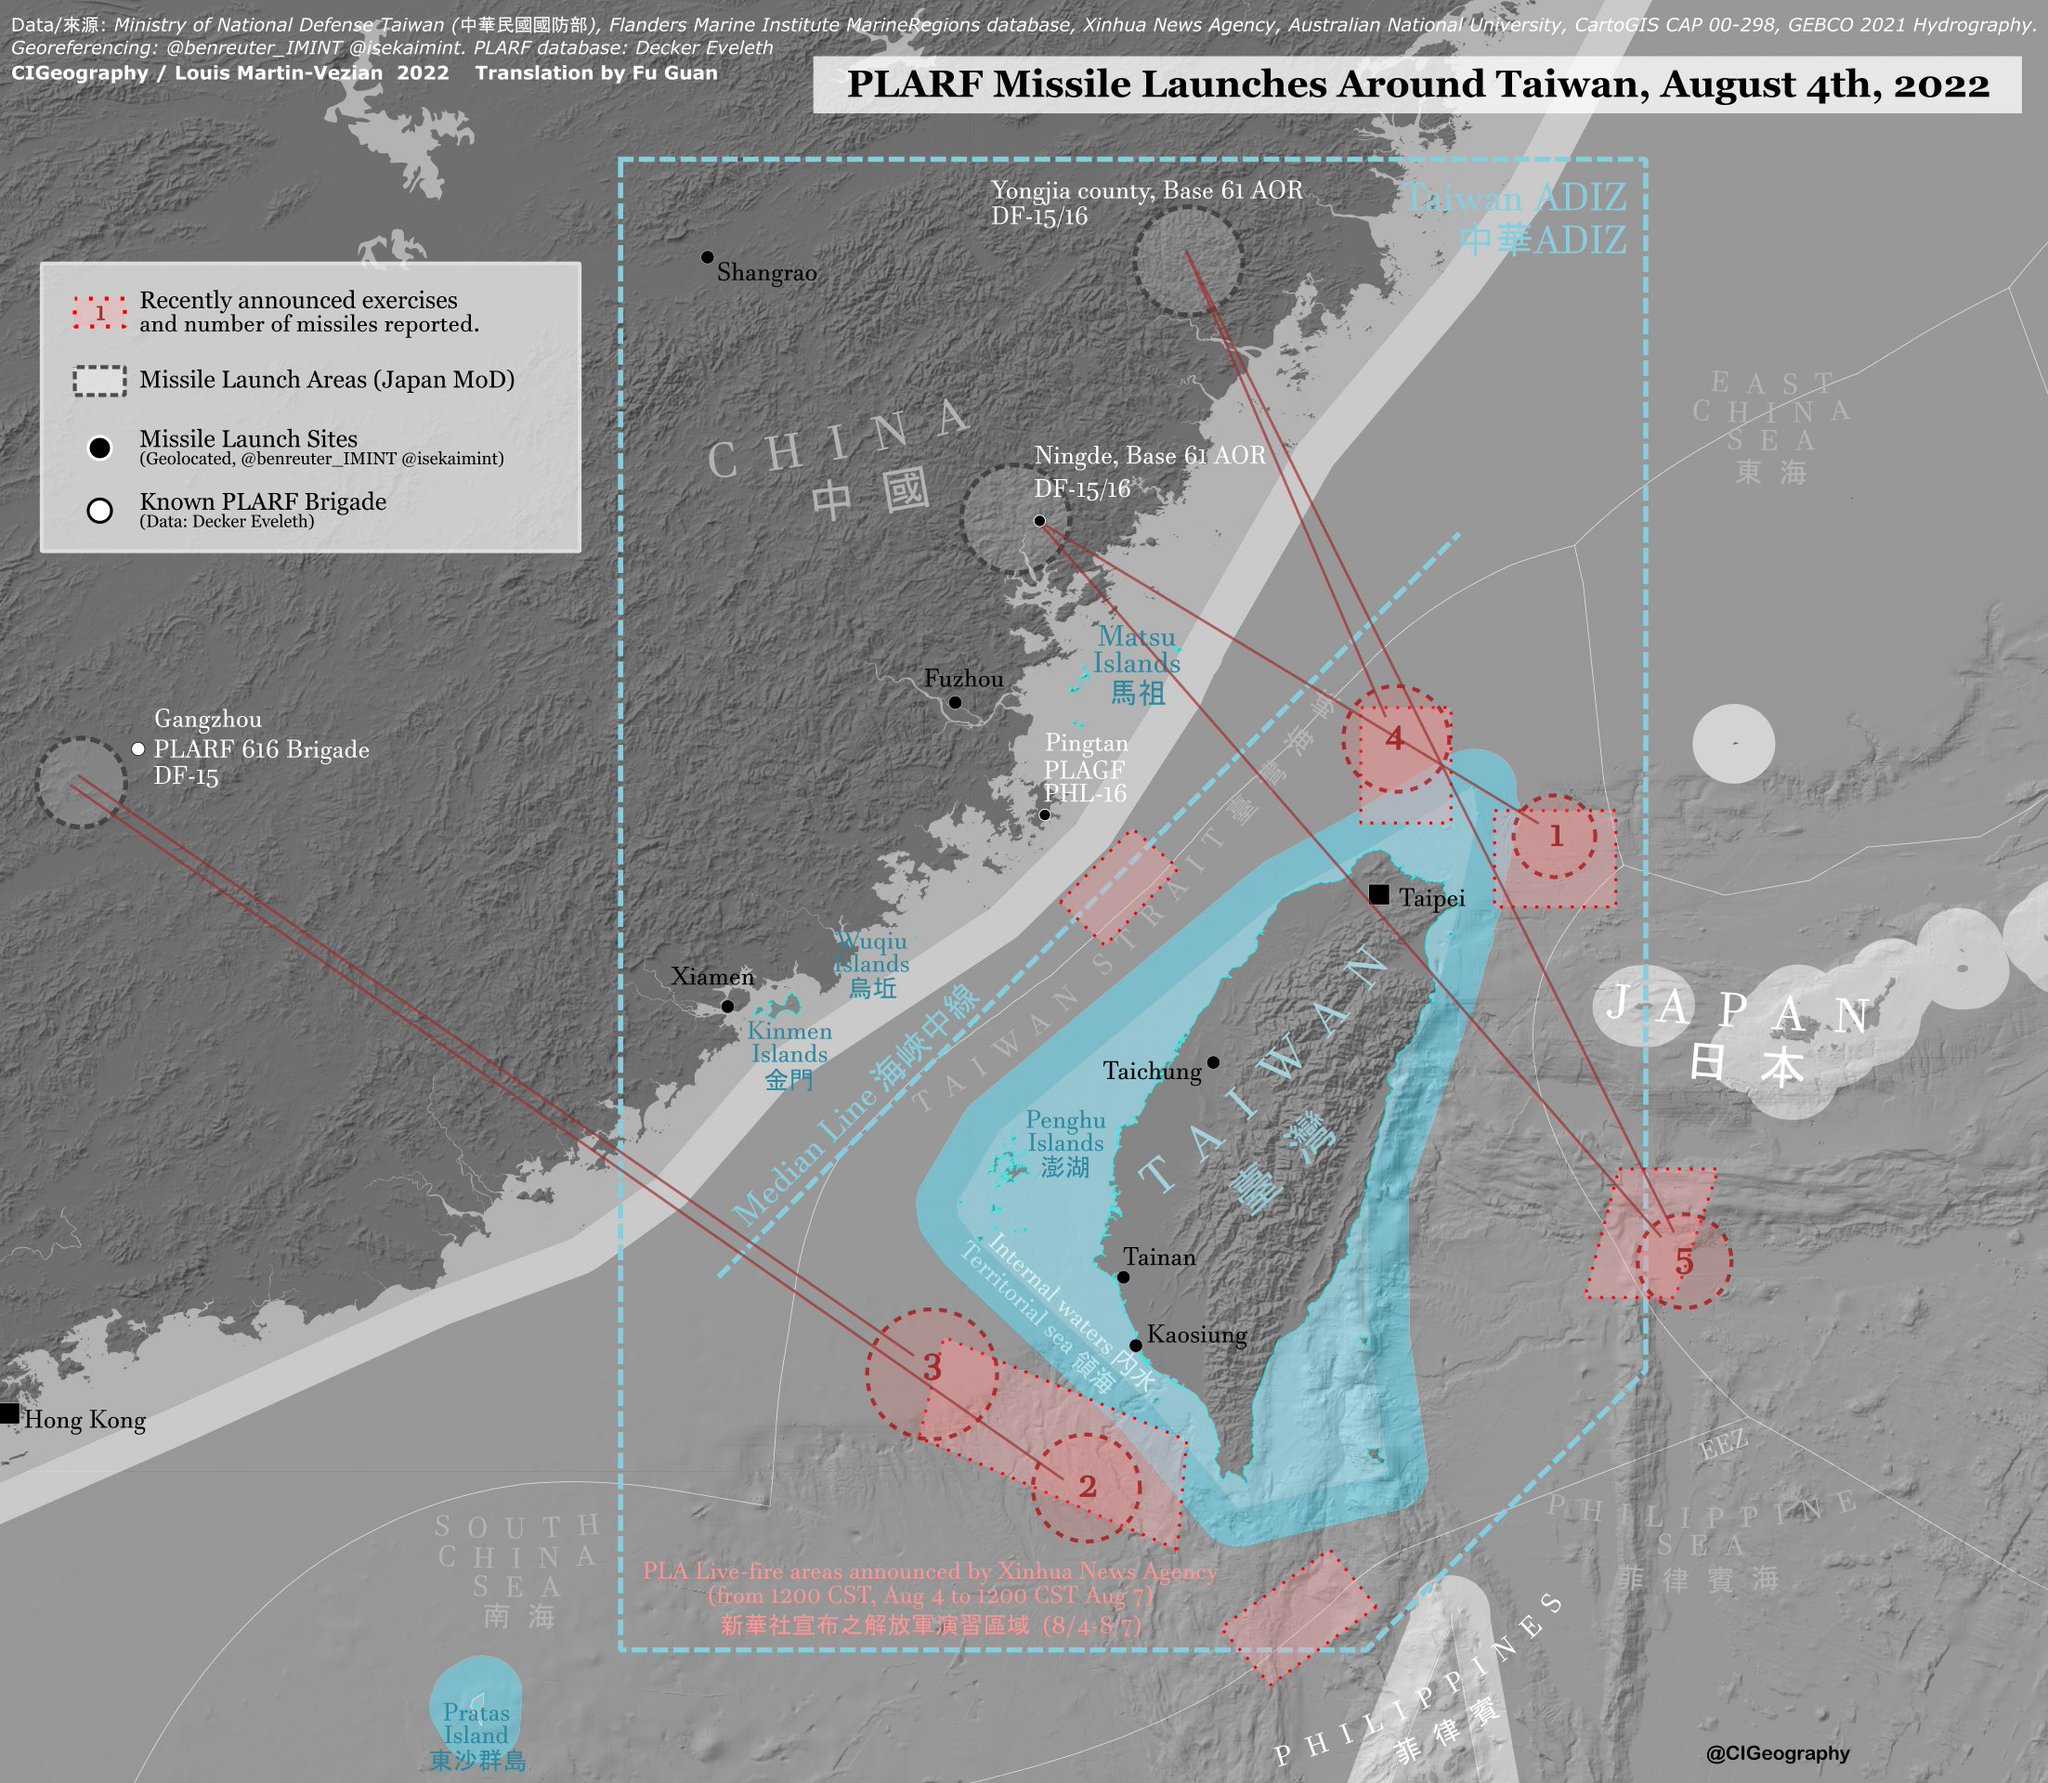 Data/來源: Ministry of National Defense Taiwan (中華民國國防部), Flanders Marine Institute MarineRegions database, Xinhua News Agency, Australian National University, CartoGIS CAP 00-298, GEBCO 2021 Hydrography.
Georeferencing: @benreuter_IMINT @isekaimint. PLARF database: Decker Eveleth
CIGeography / Louis Martin-Vezian 2022 Translation by Fu Guan
PLARF Missile Launches Around Taiwan, August 4th, 2022
Taiwan ADIZ
中華ADIZ
Yongjia county, Base 61 AOR
DF-15/16
Shangrao
1
Recently announced exercises
and number of missiles reported.
Missile Launch Areas (Japan MoD)
Missile Launch Sites
(Geolocated, @benreuter_IMINT @isekaimint)
Known PLARF Brigade
(Data: Decker Eveleth)
CHINA
中國
EAST
CHINA
SEA
東海
Ningde, Base 61 AOR
DF-15/16
Matsu
Islands
馬祖
Fuzhou
Gangzhou
PLARF 616 Brigade
DF-15
Pingtan
PLAGF
PHL-16
4
1
TAIWAN STRAIT 臺灣海峽
Taipei
Wuqiu
Islands
烏坵
Xiamen
Kinmen
Islands
金門
Median Line 海峽中線
JAPAN
日本
Taichung
TAIWAN
臺灣
Penghu
Islands
澎湖
Internal waters 內水
Territorial sea 領海
Tainan
Kaosiung
5
3
2
Hong Kong
EEZ
SOUTH
CHINA
SEA
南海
PHILIPPINE
SEA
菲律賓海
PLA Live-fire areas announced by Xinhua News Agency
(from 1200 CST, Aug 4 to 1200 CST Aug 7)
新華社宣布之解放軍演習區域 (8/4-8/7)
PHILIPPINES
菲律賓
Pratas
Island
東沙群島
@CIGeography